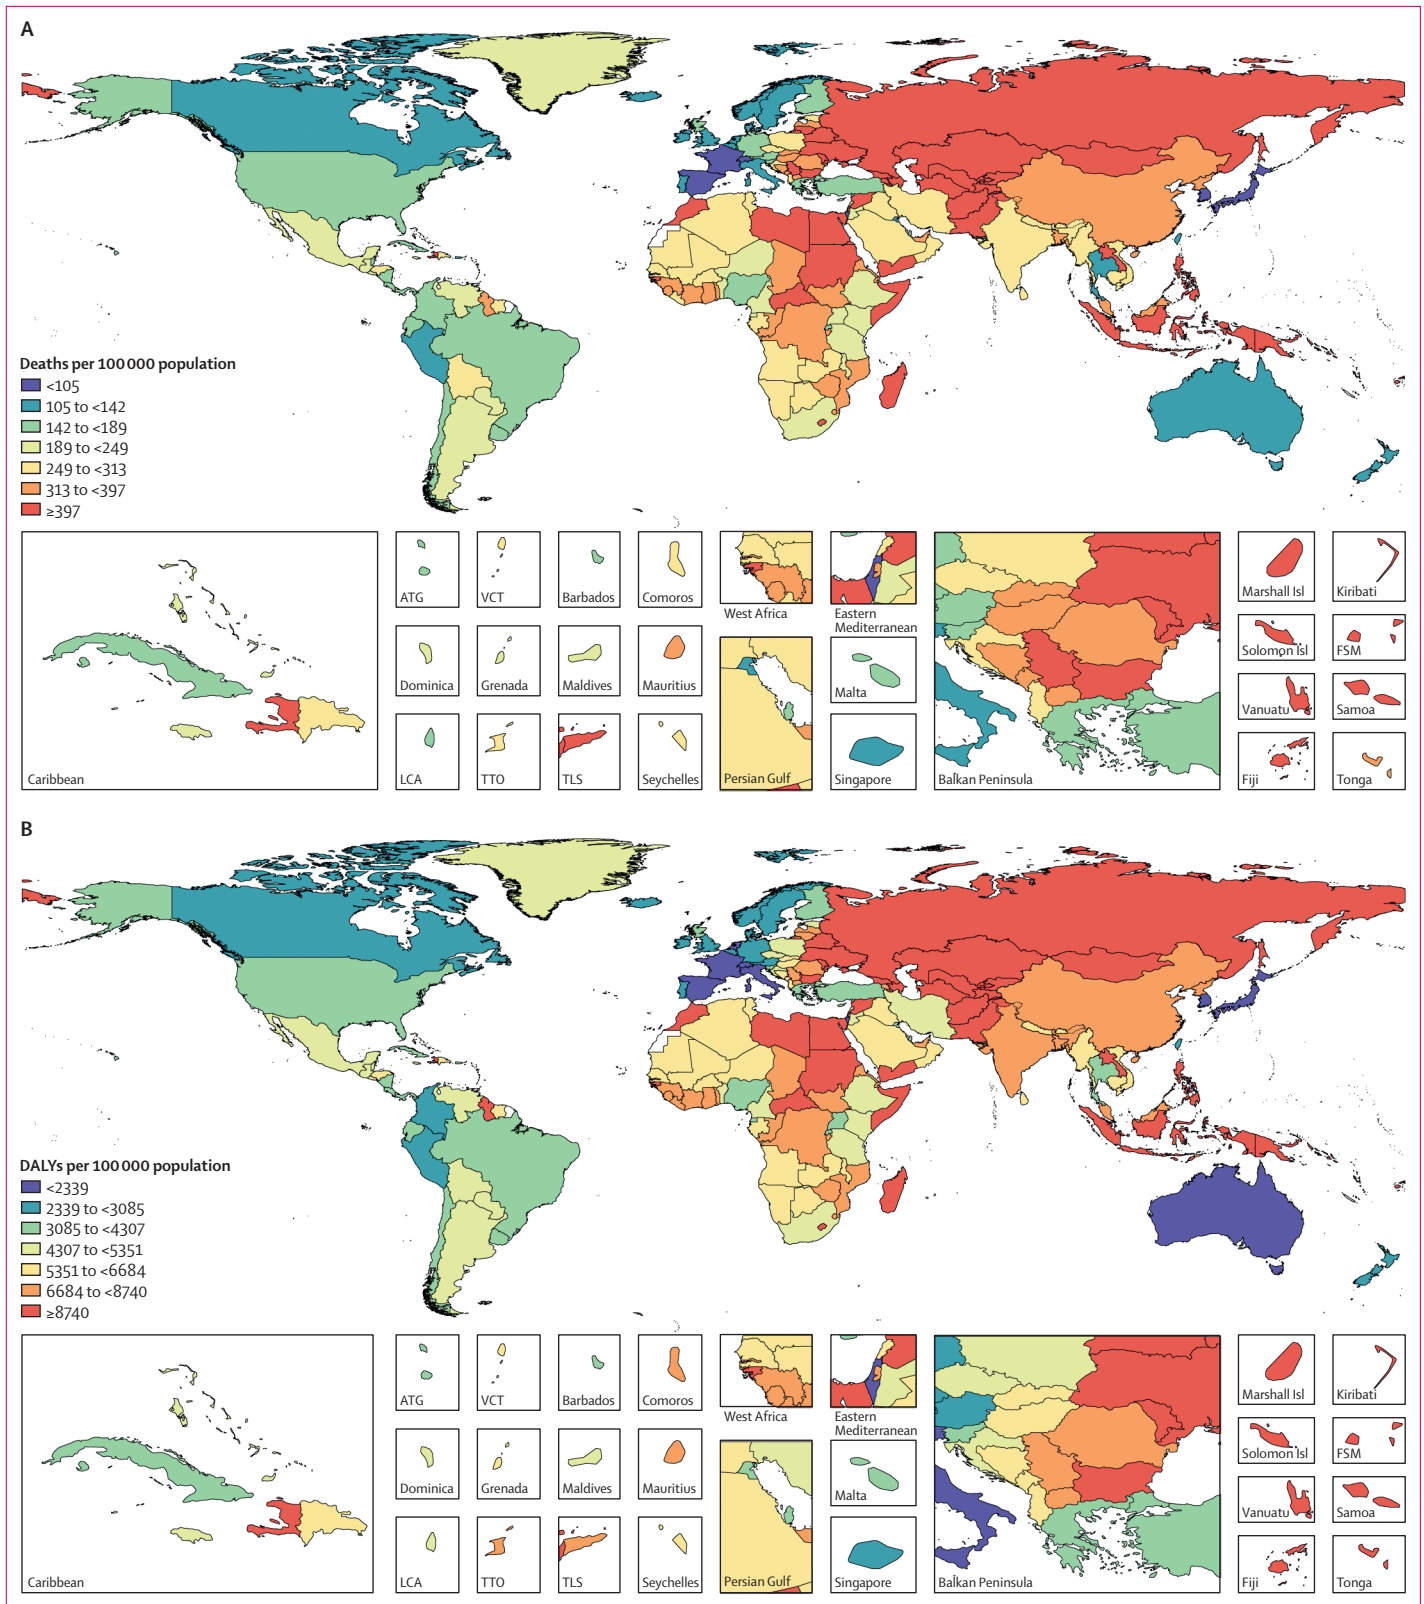 A
Deaths per 100 000 population
<105
105 to <142
142 to <189
189 to <249
249 to <313
313 to <397
≥397
Caribbean
ATG
VCT
Barbados
Comoros
Dominica
Grenada
Maldives
Mauritius
LCA
TTO
TLS
Seychelles
West Africa
Eastern
Mediterranean
Persian Gulf
Malta
Singapore
Balkan Peninsula
Marshall Isl
Kiribati
Solomon Isl
FSM
Vanuatu
Samoa
Fiji
Tonga
B
DALYs per 100 000 population
<2339
2339 to <3085
3085 to <4307
4307 to <5351
5351 to <6684
6684 to <8740
≥8740
Caribbean
ATG
VCT
Barbados
Comoros
Dominica
Grenada
Maldives
Mauritius
LCA
TTO
TLS
Seychelles
West Africa
Eastern
Mediterranean
Persian Gulf
Malta
Singapore
Balkan Peninsula
Marshall Isl
Kiribati
Solomon Isl
FSM
Vanuatu
Samoa
Fiji
Tonga